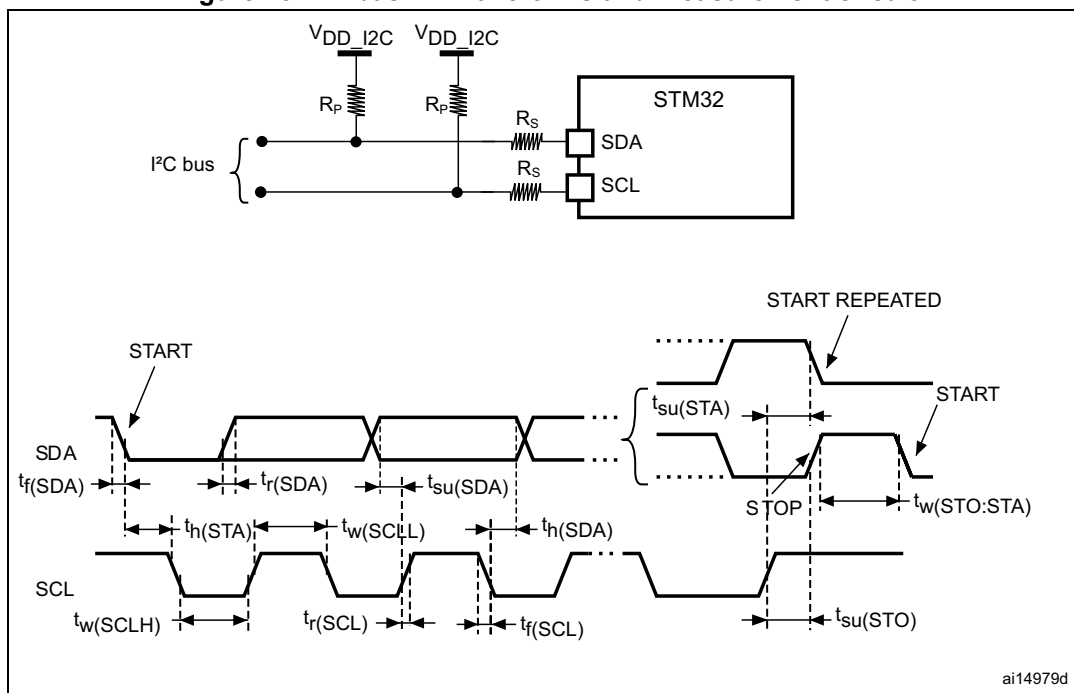 VDD_I2C VDD_I2C
RP RP
STM32
RS
SDA
I²C bus
RS
SCL
START REPEATED
START
START
tsu(STA)
SDA
tf(SDA) tr(SDA) tsu(SDA)
STOP
tw(STO:STA)
th(STA) tw(SCLL) th(SDA)
SCL
tw(SCLH) tr(SCL) tf(SCL) tsu(STO)
ai14979d